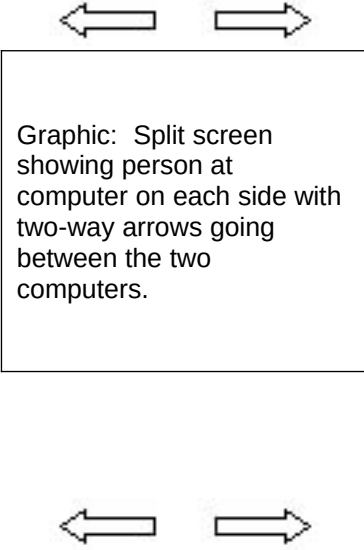 Graphic:  Split screen
showing person at
computer on each side with
two-way arrows going
between the two
computers.